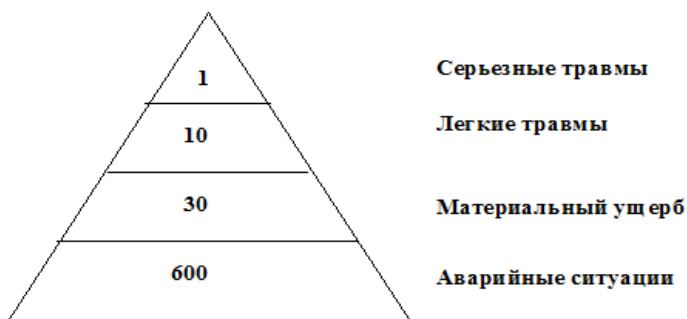 1
Серьезные травмы
10
Легкие травмы
30
Материальный ущерб
600
Аварийные ситуации